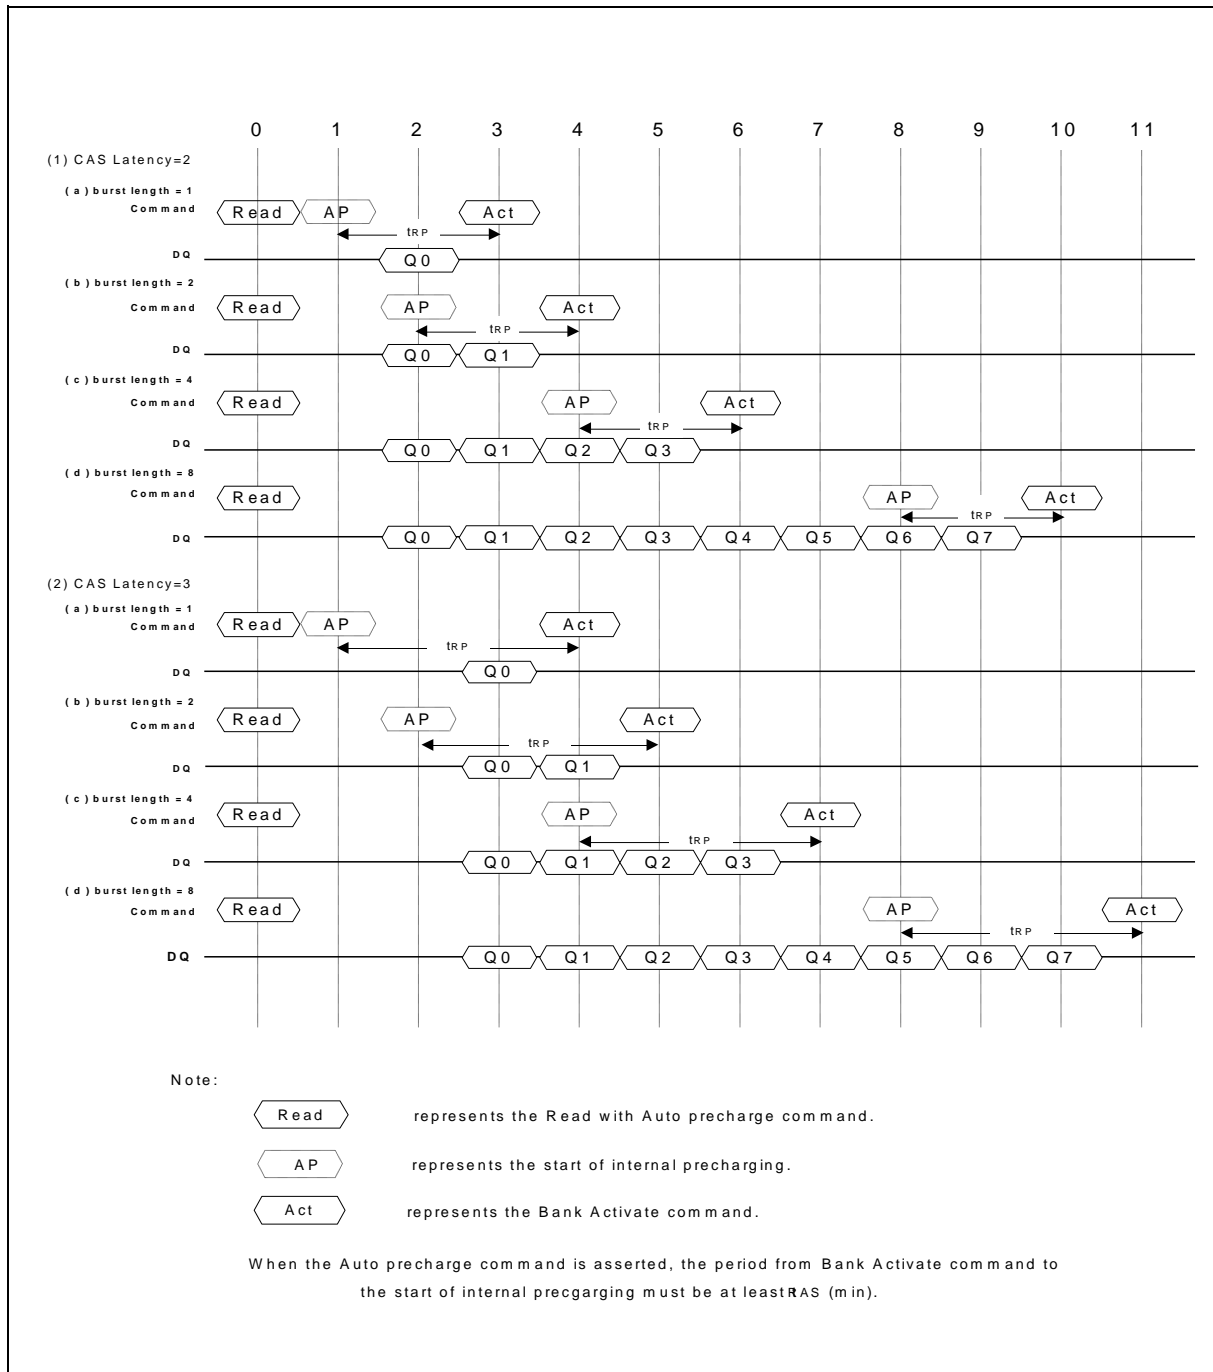 0 1 2 3 4 5 6 7 8 9 10 11
(1) CAS Latency=2
(a) burst length = 1
Command Read AP Act
tRP
DQ Q0
(b) burst length = 2
Command Read AP Act
tRP
DQ Q0 Q1
(c) burst length = 4
Command Read AP Act
tRP
DQ Q0 Q1 Q2 Q3
(d) burst length = 8
Command Read AP Act
tRP
DQ Q0 Q1 Q2 Q3 Q4 Q5 Q6 Q7
(2) CAS Latency=3
(a) burst length = 1
Command Read AP Act
tRP
DQ Q0
(b) burst length = 2
Command Read AP Act
tRP
DQ Q0 Q1
(c) burst length = 4
Command Read AP Act
tRP
DQ Q0 Q1 Q2 Q3
(d) burst length = 8
Command Read AP Act
tRP
DQ Q0 Q1 Q2 Q3 Q4 Q5 Q6 Q7
Note:
Read represents the Read with Auto precharge command.
AP represents the start of internal precharging.
Act represents the Bank Activate command.
When the Auto precharge command is asserted, the period from Bank Activate command to
the start of internal precgarging must be at least tRAS (min).